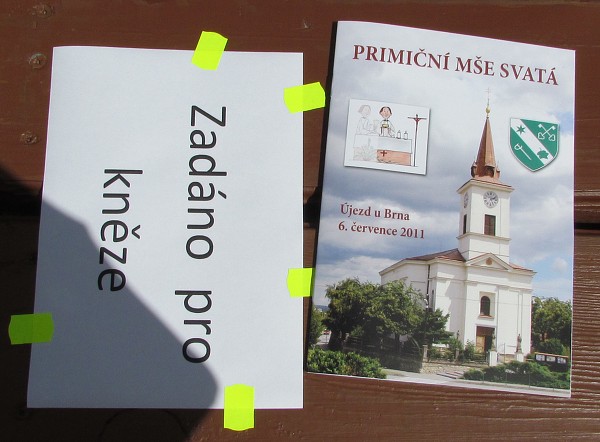 Zadáno pro
kněze
PRIMIČNÍ MŠE SVATÁ
Újezd u Brna
6. července 2011